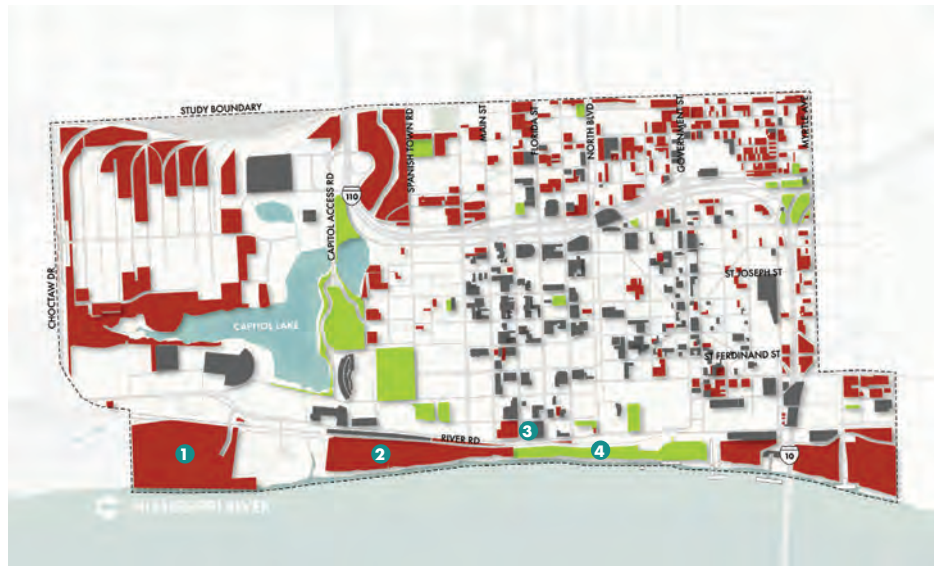 STUDY BOUNDARY
SPANISH TOWN RD
MAIN ST
FLORIDA ST
NORTH BLVD
GOVERNMENT ST
MYRTLE AVE
CAPITOL ACCESS RD
110
CHOCTAW DR
ST JOSEPH ST
CAPITOL LAKE
ST FERDINAND ST
RIVER RD
1
2
3
4
10
MISSISSIPPI RIVER